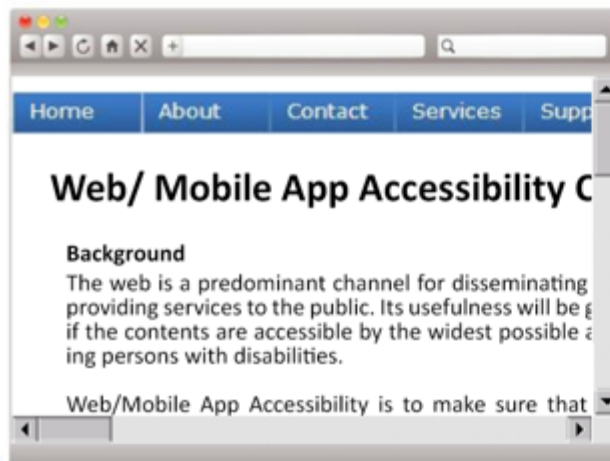 Home About Contact Services Supp
Web/ Mobile App Accessibility C
Background
The web is a predominant channel for disseminating
providing services to the public. Its usefulness will be g
if the contents are accessible by the widest possible a
ing persons with disabilities.
Web/Mobile App Accessibility is to make sure that